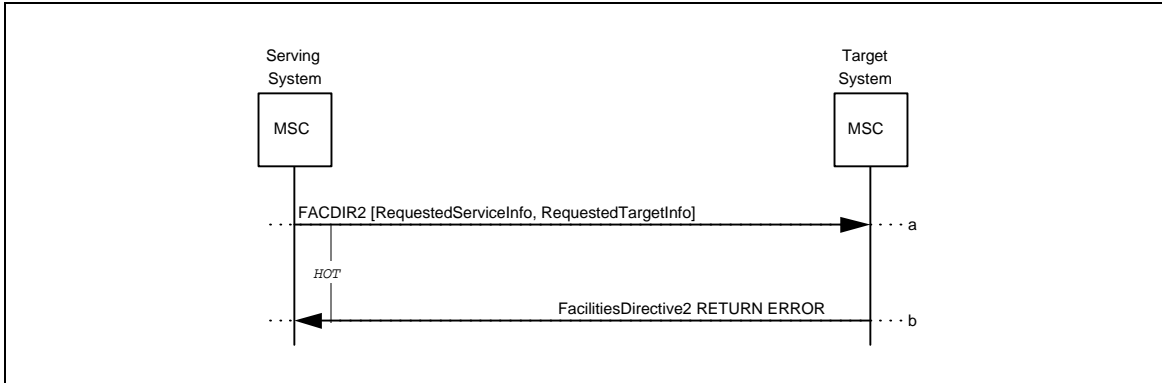 Serving
System
Target
System
MSC
MSC
FACDIR2 [RequestedServiceInfo, RequestedTargetInfo]
a
HOT
FacilitiesDirective2 RETURN ERROR
b